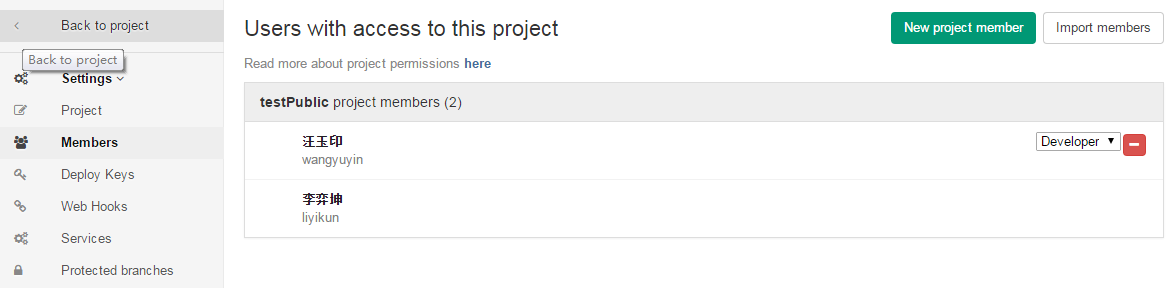 Back to project
Back to project
Settings
Project
Members
Deploy Keys
Web Hooks
Services
Protected branches
Users with access to this project
New project member
Import members
Read more about project permissions here
testPublic project members (2)
汪玉印
wangyuyin
Developer
李弈坤
liyikun